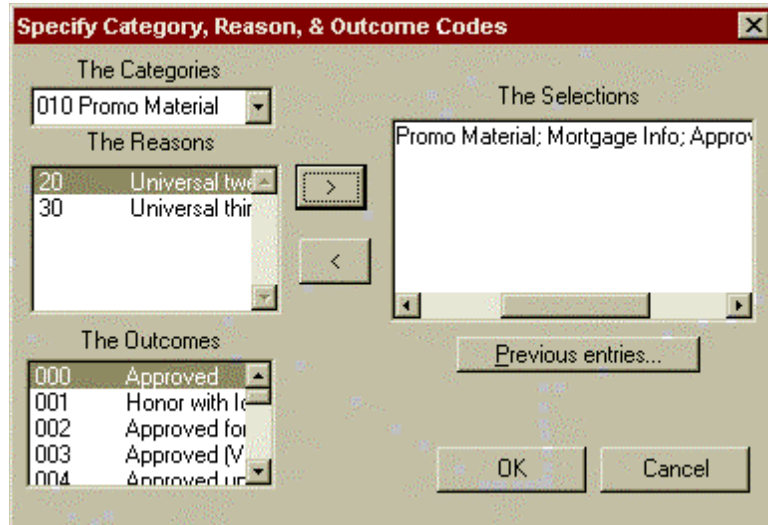 Specify Category, Reason, & Outcome Codes
The Categories
010 Promo Material
The Reasons
20 Universal twe
30 Universal thir
>
<
The Outcomes
000 Approved
001 Honor with Ic
002 Approved for
003 Approved (V
004 Approved up
The Selections
Promo Material; Mortgage Info; Approv
Previous entries...
OK
Cancel